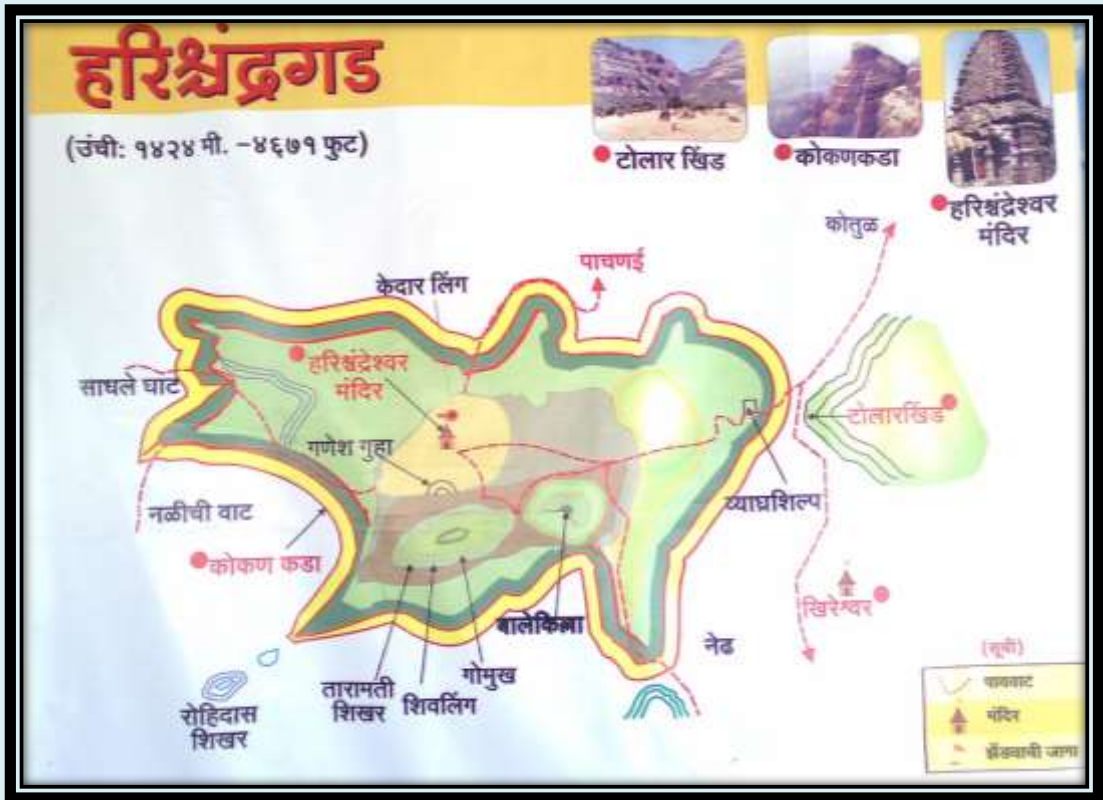 हरिश्चंद्रगड
(उंची: १४२४ मी. -४६७१ फुट)
टोलार खिंड
कोकणकडा
हरिश्चंद्रेश्वर
मंदिर
कोतुळ
पाचणई
केदार लिंग
हरिश्चंद्रेश्वर
मंदिर
साधले घाट
टोलारखिंड
गणेश गुहा
व्याघ्रशिल्प
नळीची वाट
कोकण कडा
खिरेश्वर
बालेकिल्ला
नेढ
गोमुख
तारामती
शिखर
शिवलिंग
रोहिदास
शिखर
(सूची)
पायवाट
मंदिर
झेंड्याची जागा